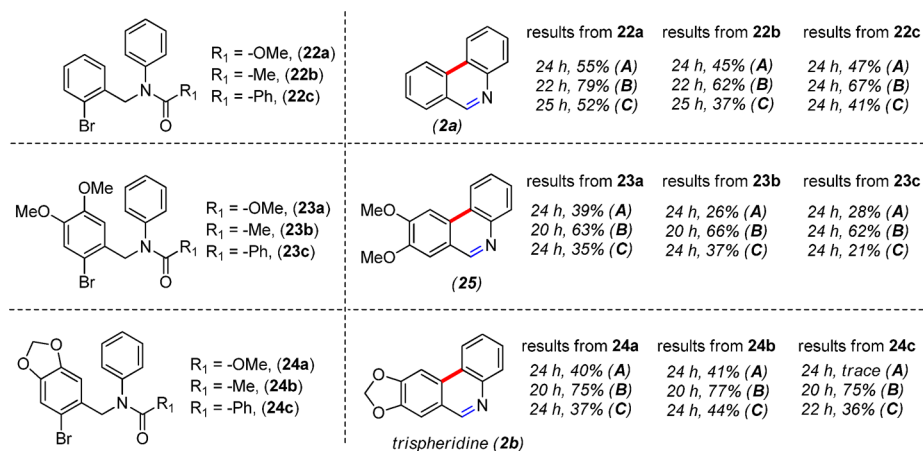 R1 = -OMe, (22a)
R1 = -Me, (22b)
R1 = -Ph, (22c)
N
R1
Br
O
N
(2a)
results from 22a
24 h, 55% (A)
22 h, 79% (B)
25 h, 52% (C)
results from 22b
24 h, 45% (A)
22 h, 62% (B)
25 h, 37% (C)
results from 22c
24 h, 47% (A)
24 h, 67% (B)
24 h, 41% (C)
OMe
MeO
N
R1
Br
O
R1 = -OMe, (23a)
R1 = -Me, (23b)
R1 = -Ph, (23c)
MeO
MeO
N
(25)
results from 23a
24 h, 39% (A)
20 h, 63% (B)
24 h, 35% (C)
results from 23b
24 h, 26% (A)
20 h, 66% (B)
24 h, 37% (C)
results from 23c
24 h, 28% (A)
24 h, 62% (B)
24 h, 21% (C)
O
O
N
R1
Br
O
R1 = -OMe, (24a)
R1 = -Me, (24b)
R1 = -Ph, (24c)
O
O
N
trispheridine (2b)
results from 24a
24 h, 40% (A)
20 h, 75% (B)
24 h, 37% (C)
results from 24b
24 h, 41% (A)
20 h, 77% (B)
24 h, 44% (C)
results from 24c
24 h, trace (A)
20 h, 75% (B)
22 h, 36% (C)